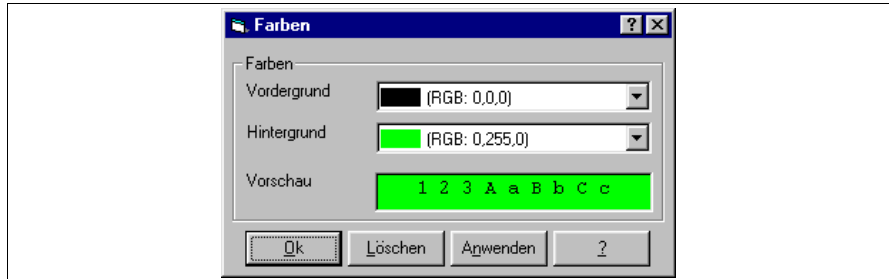 Farben
Farben
Vordergrund (RGB: 0,0,0)
Hintergrund (RGB: 0,255,0)
Vorschau 1 2 3 A a B b C c
Ok Löschen Anwenden ?